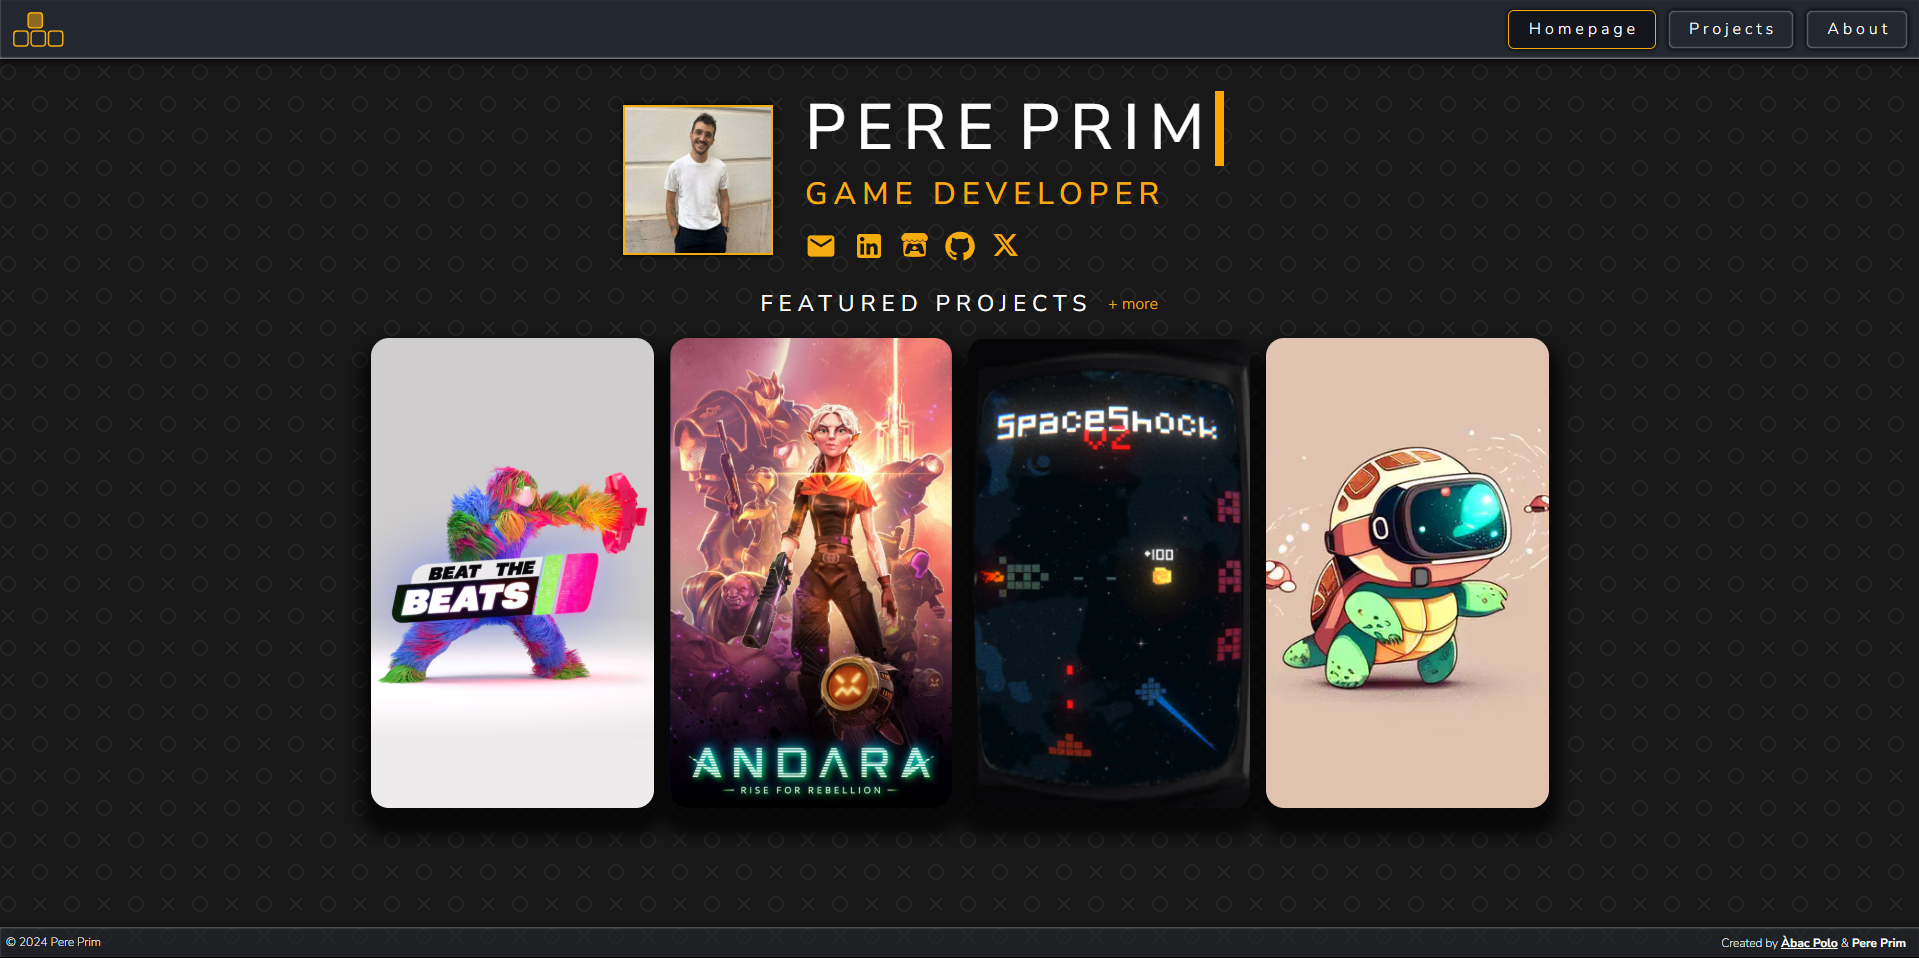 Homepage
Projects
About
PERE PRIM
GAME DEVELOPER
in
X
FEATURED PROJECTS + more
BEAT THE
BEATS
ANDARA
RISE FOR REBELLION
SpaceShock
V2
+100
© 2024 Pere Prim
Created by Àbac Polo & Pere Prim